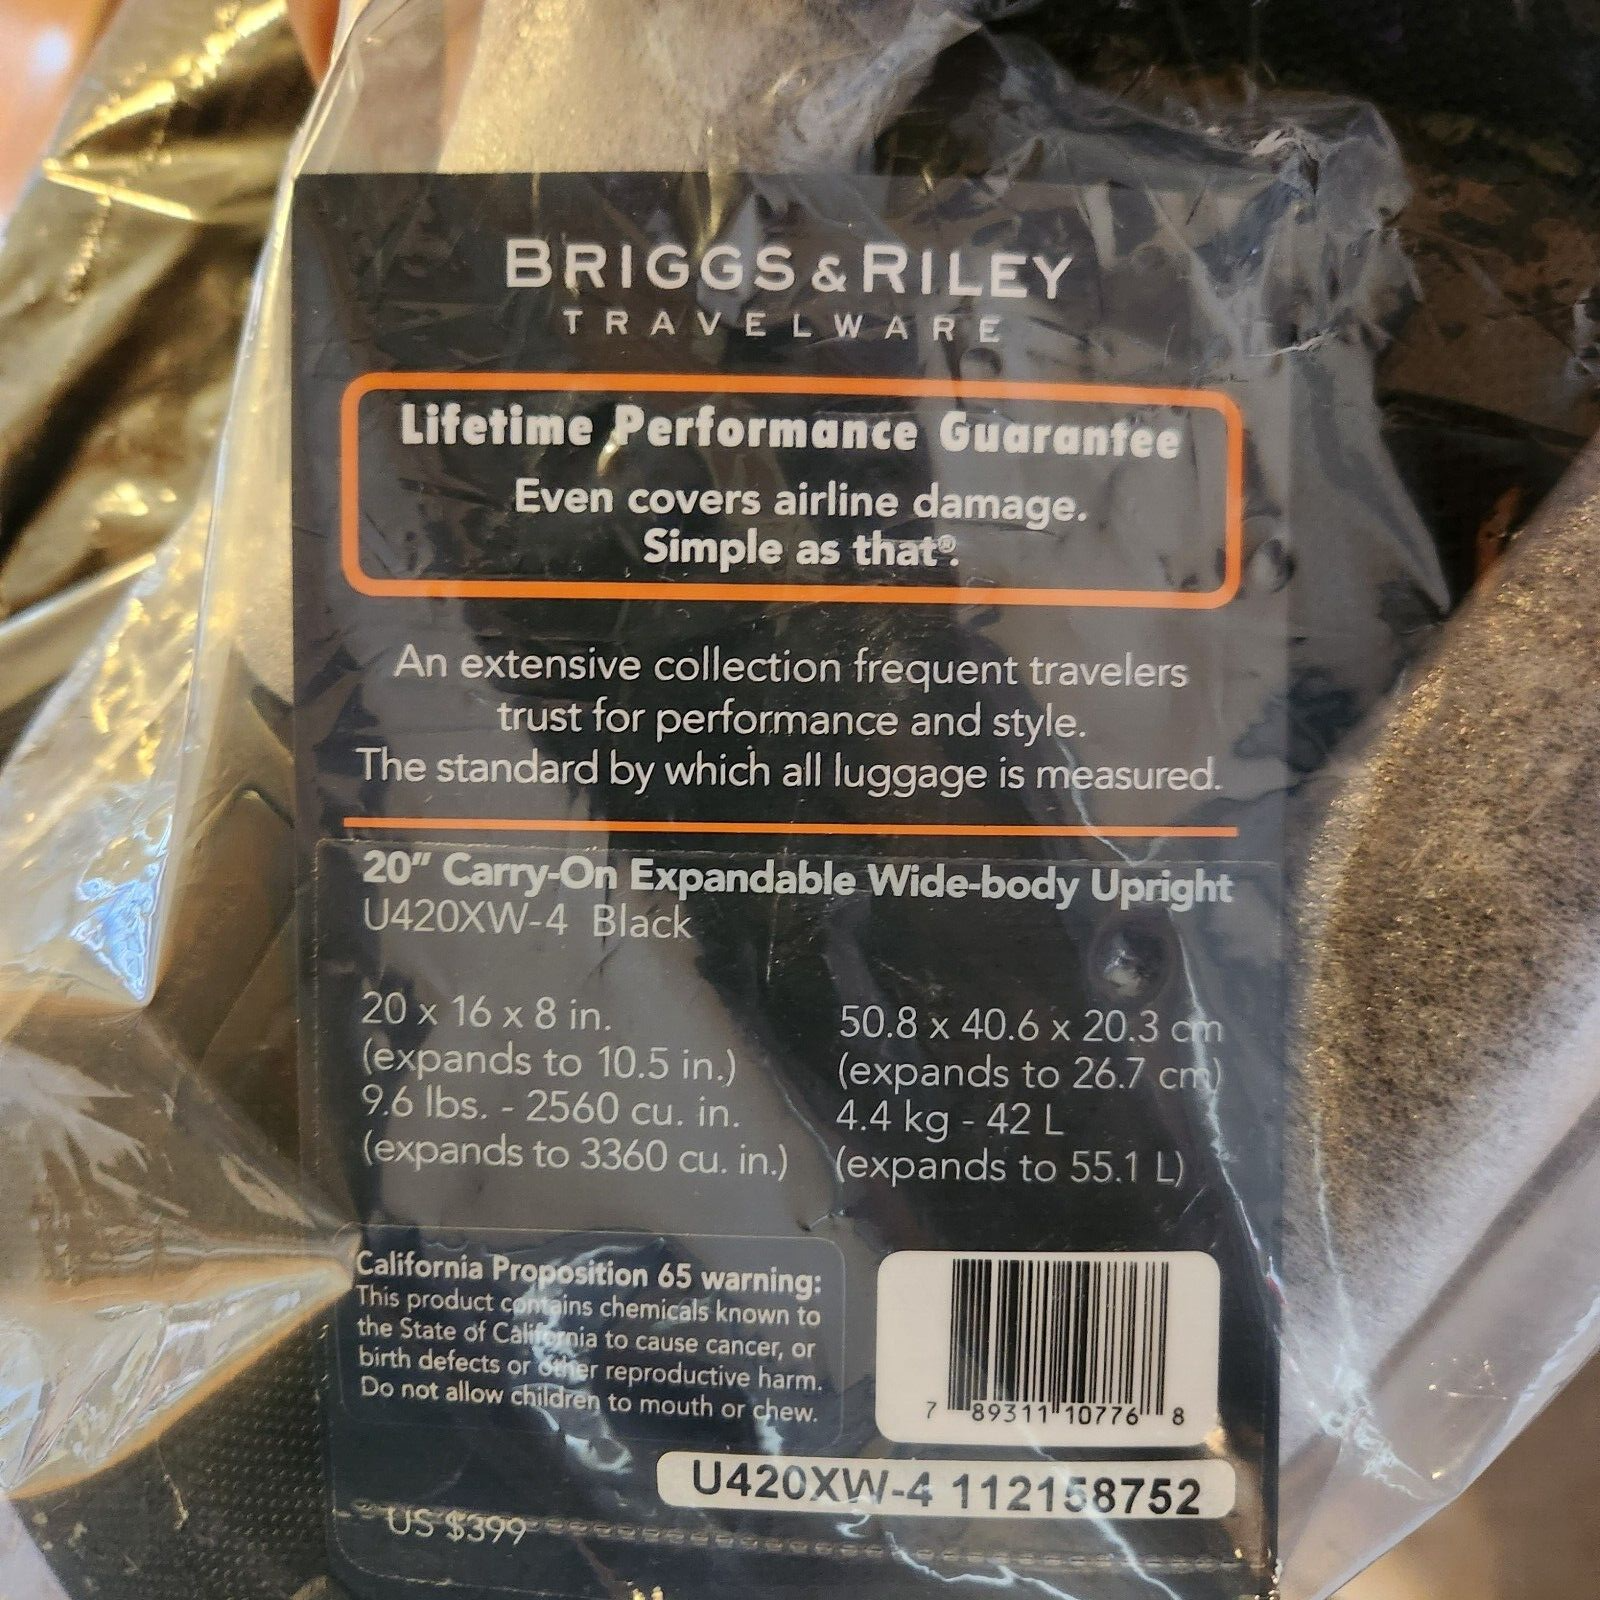 BRIGGS & RILEY
TRAVELWARE
Lifetime Performance Guarantee
Even covers airline damage.
Simple as that®.
An extensive collection frequent travelers
trust for performance and style.
The standard by which all luggage is measured.
20” Carry-On Expandable Wide-body Upright
U420XW-4 Black
20 x 16 x 8 in.
(expands to 10.5 in.)
9.6 lbs. - 2560 cu. in.
(expands to 3360 cu. in.)
50.8 x 40.6 x 20.3 cm
(expands to 26.7 cm)
4.4 kg - 42 L
(expands to 55.1 L)
California Proposition 65 warning:
This product contains chemicals known to
the State of California to cause cancer, or
birth defects or other reproductive harm.
Do not allow children to mouth or chew.
7 89311 10776 8
U420XW-4 112158752
US $399